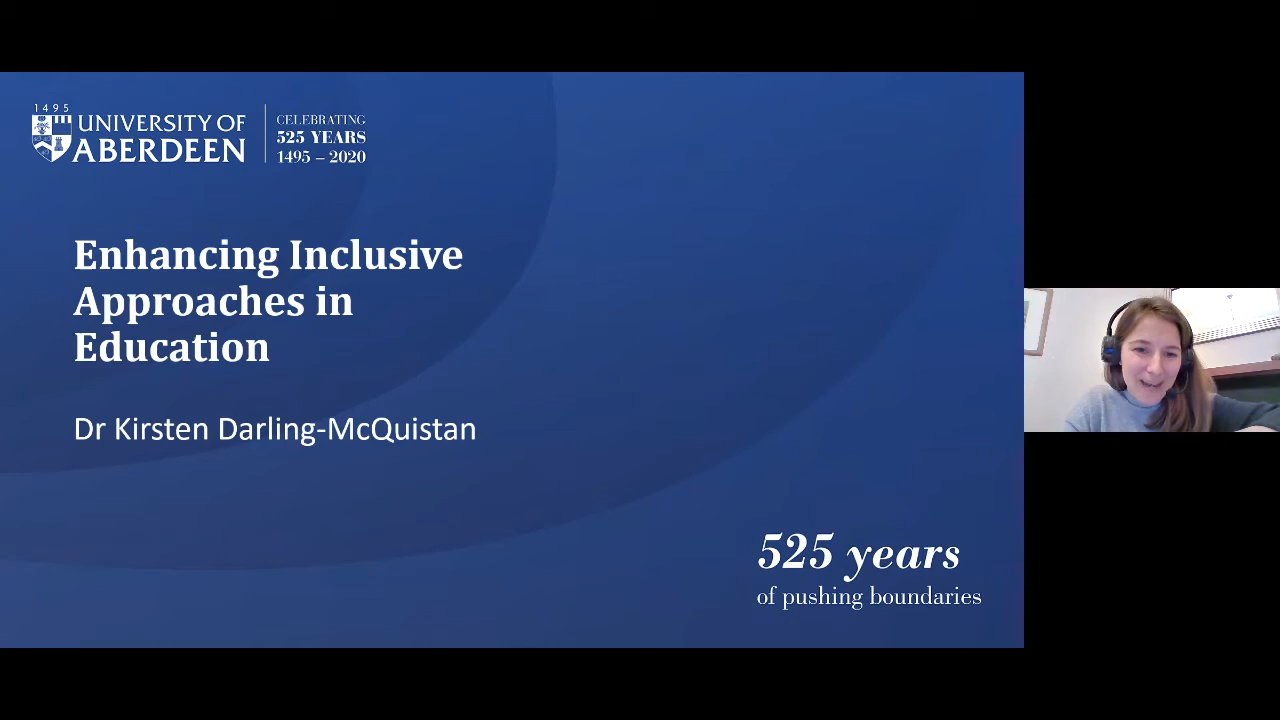 1495
UNIVERSITY OF
ABERDEEN
CELEBRATING
525 YEARS
1495 – 2020
Enhancing Inclusive
Approaches in
Education
Dr Kirsten Darling-McQuistan
525 years
of pushing boundaries